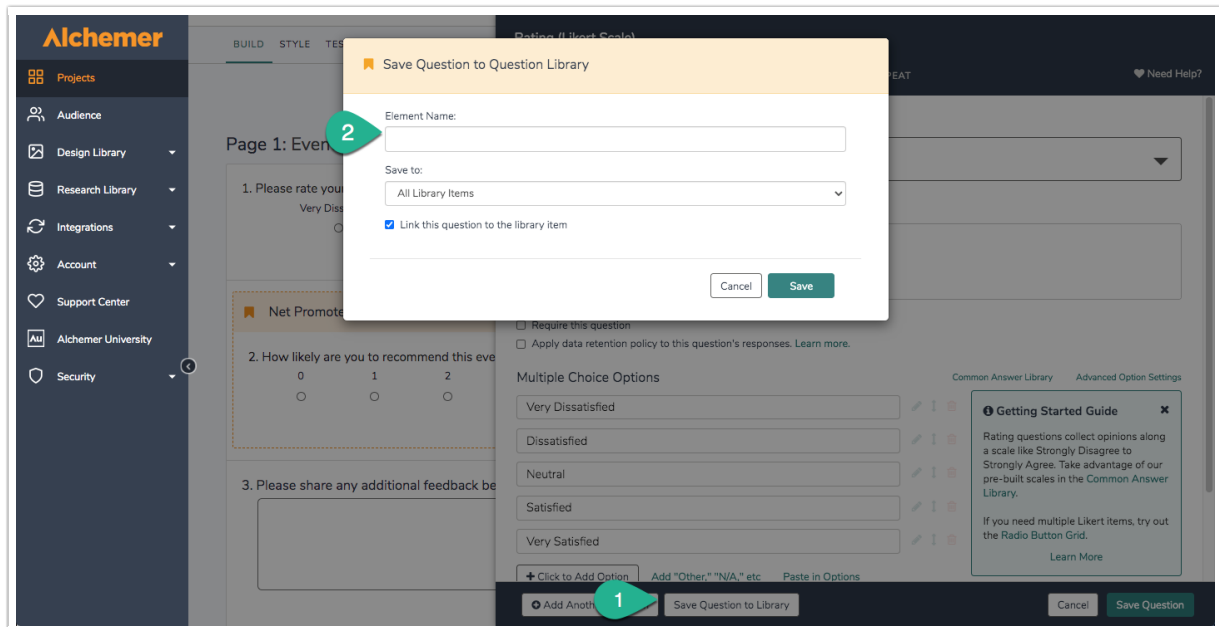 Alchemer
Projects
Audience
Design Library
Research Library
Integrations
Account
Support Center
Au
Alchemer University
Security
BUILD STYLE
Rating (Likert Scale)
Need Help?
Save Question to Question Library
Element Name:
2
Save to:
All Library Items
Link this question to the library item
Cancel Save
Page 1:
1. Please rate your
Very
Net
2. How likely are you to recommend this
0 1 2
3. Please share any additional feedback
Require this question
Apply data retention policy to this question's responses. Learn more.
Multiple Choice Options
Common Answer Library Advanced Option Settings
Very Dissatisfied
Dissatisfied
Neutral
Satisfied
Very Satisfied
Click to Add Option Add "Other," "N/A," etc Paste in Options
Getting Started Guide
Rating questions collect opinions along
a scale like Strongly Disagree to
Strongly Agree. Take advantage of our
pre-built scales in the Common Answer
Library.
If you need multiple Likert items, try out
the Radio Button Grid.
Learn More
Add
1
Save Question to Library
Cancel Save Question